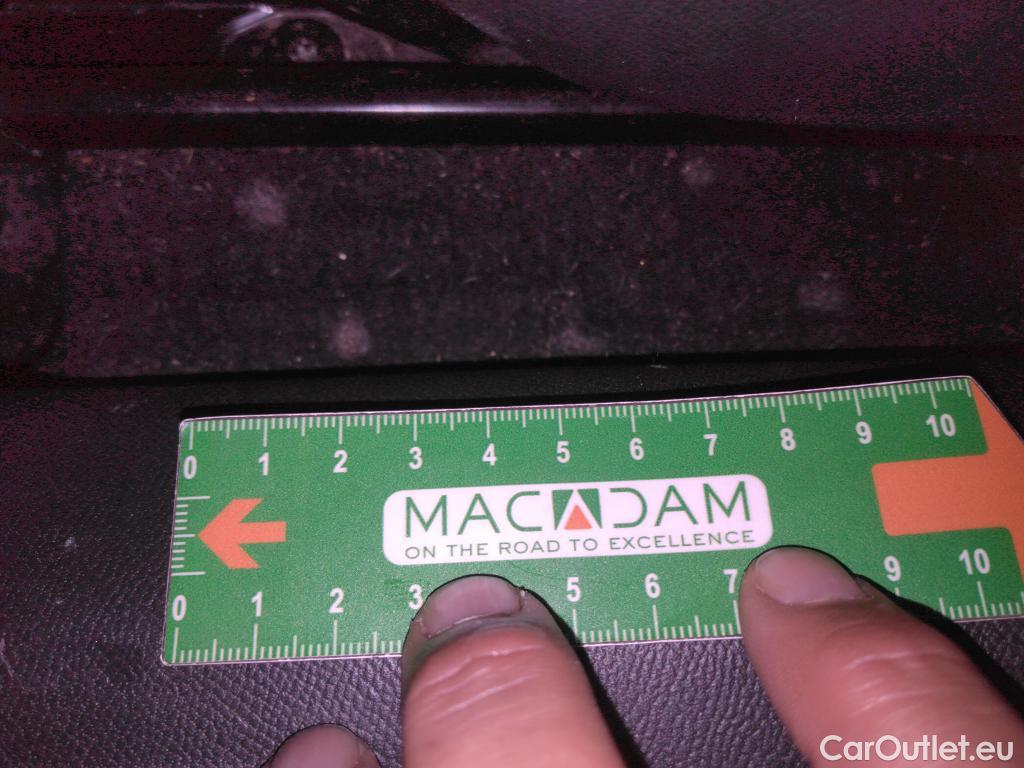 0 1 2 3 4 5 6 7 8 9 10
MACADAM
ON THE ROAD TO EXCELLENCE
0 1 2 3 5 6 7 9 10
CarOutlet.eu